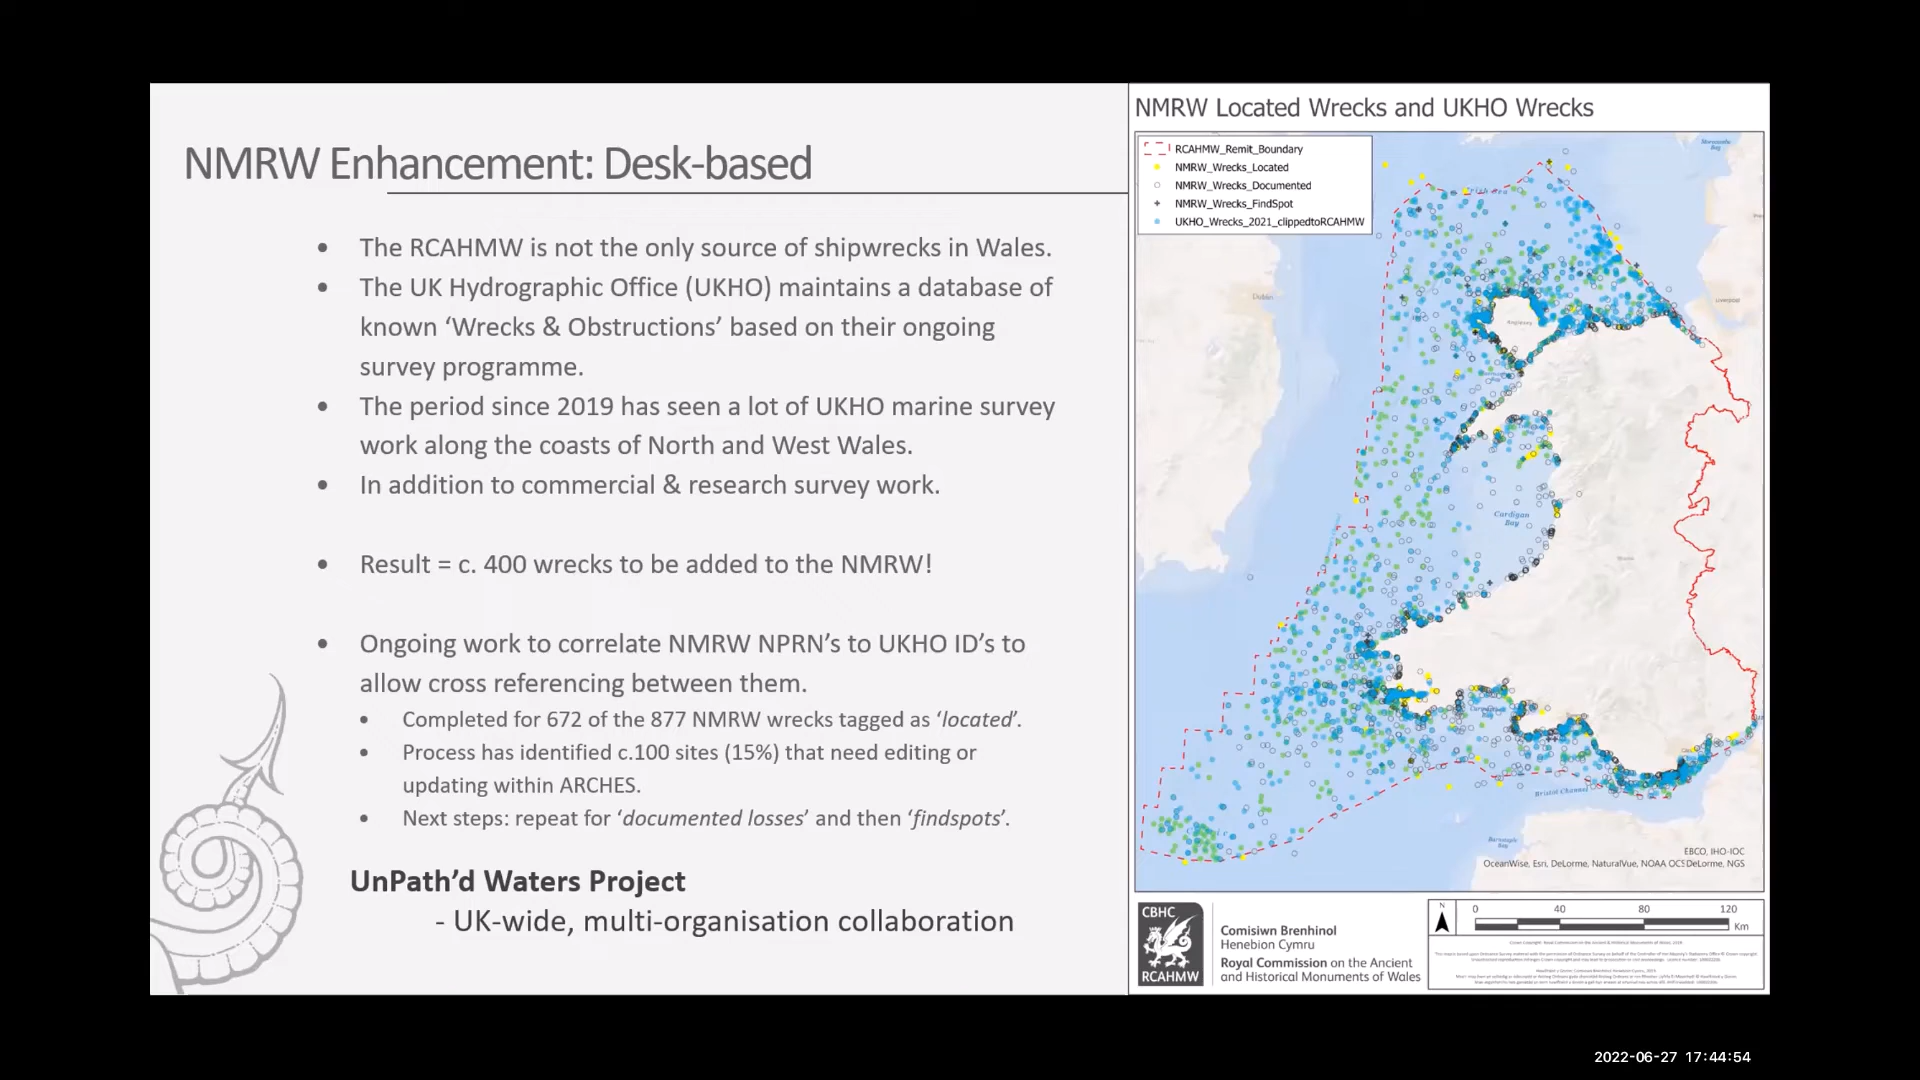 NMRW Enhancement: Desk-based
• The RCAHMW is not the only source of shipwrecks in Wales.
• The UK Hydrographic Office (UKHO) maintains a database of
known ‘Wrecks & Obstructions’ based on their ongoing
survey programme.
• The period since 2019 has seen a lot of UKHO marine survey
work along the coasts of North and West Wales.
• In addition to commercial & research survey work.
• Result = c. 400 wrecks to be added to the NMRW!
• Ongoing work to correlate NMRW NPRN’s to UKHO ID’s to
allow cross referencing between them.
• Completed for 672 of the 877 NMRW wrecks tagged as ‘located’.
• Process has identified c.100 sites (15%) that need editing or
updating within ARCHES.
• Next steps: repeat for ‘documented losses’ and then ‘findspots’.
UnPath’d Waters Project
- UK-wide, multi-organisation collaboration
NMRW Located Wrecks and UKHO Wrecks
RCAHMW_Remit_Boundary
NMRW_Wrecks_Located
NMRW_Wrecks_Documented
NMRW_Wrecks_FindSpot
UKHO_Wrecks_2021_clippedtoRCAHMW
Dublin
Liverpool
Anglesey
Cardigan
Bay
Bristol Channel
Barnstaple
Bay
EBCO, IHO-IOC
OceanWise, Esri, DeLorme, NaturalVue, NOAA OCS DeLorme, NGS
CBHC
RCAHMW
Comisiwn Brenhinol
Henebion Cymru
Royal Commission on the Ancient
and Historical Monuments of Wales
N
0 40 80 120
Km
2022-06-27 17:44:54